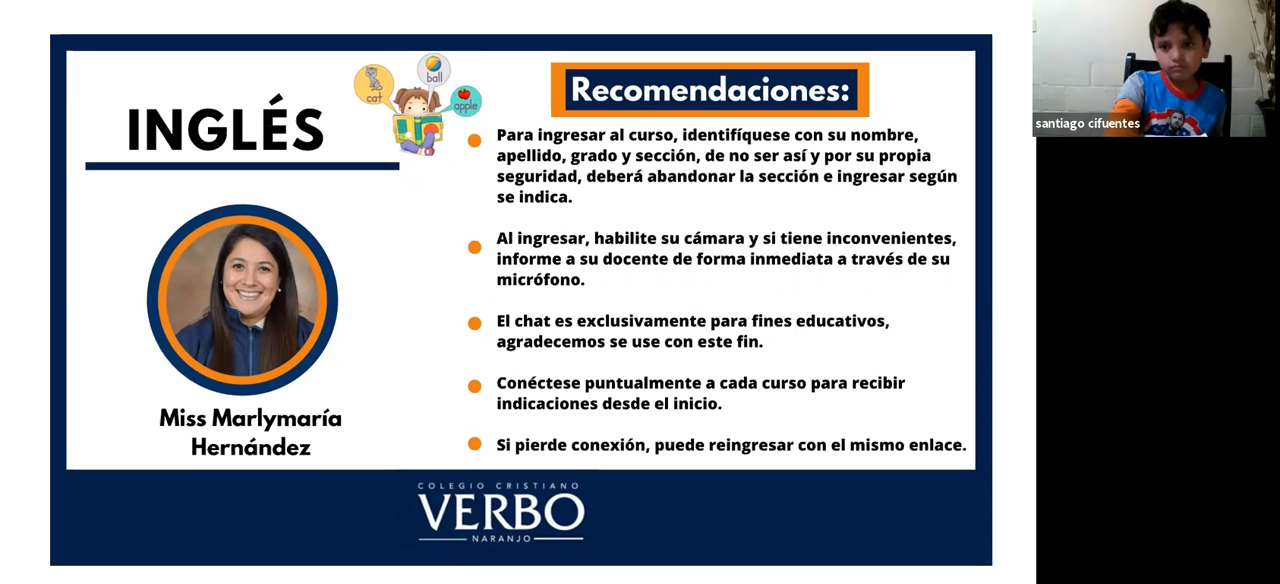 INGLÉS
cat
ball
apple
Miss Marlymaría
Hernández
Recomendaciones:
Para ingresar al curso, identifíquese con su nombre,
apellido, grado y sección, de no ser así y por su propia
seguridad, deberá abandonar la sección e ingresar según
se indica.
Al ingresar, habilite su cámara y si tiene inconvenientes,
informe a su docente de forma inmediata a través de su
micrófono.
El chat es exclusivamente para fines educativos,
agradecemos se use con este fin.
Conéctese puntualmente a cada curso para recibir
indicaciones desde el inicio.
Si pierde conexión, puede reingresar con el mismo enlace.
COLEGIO CRISTIANO
VERBO
NARANJO
santiago cifuentes